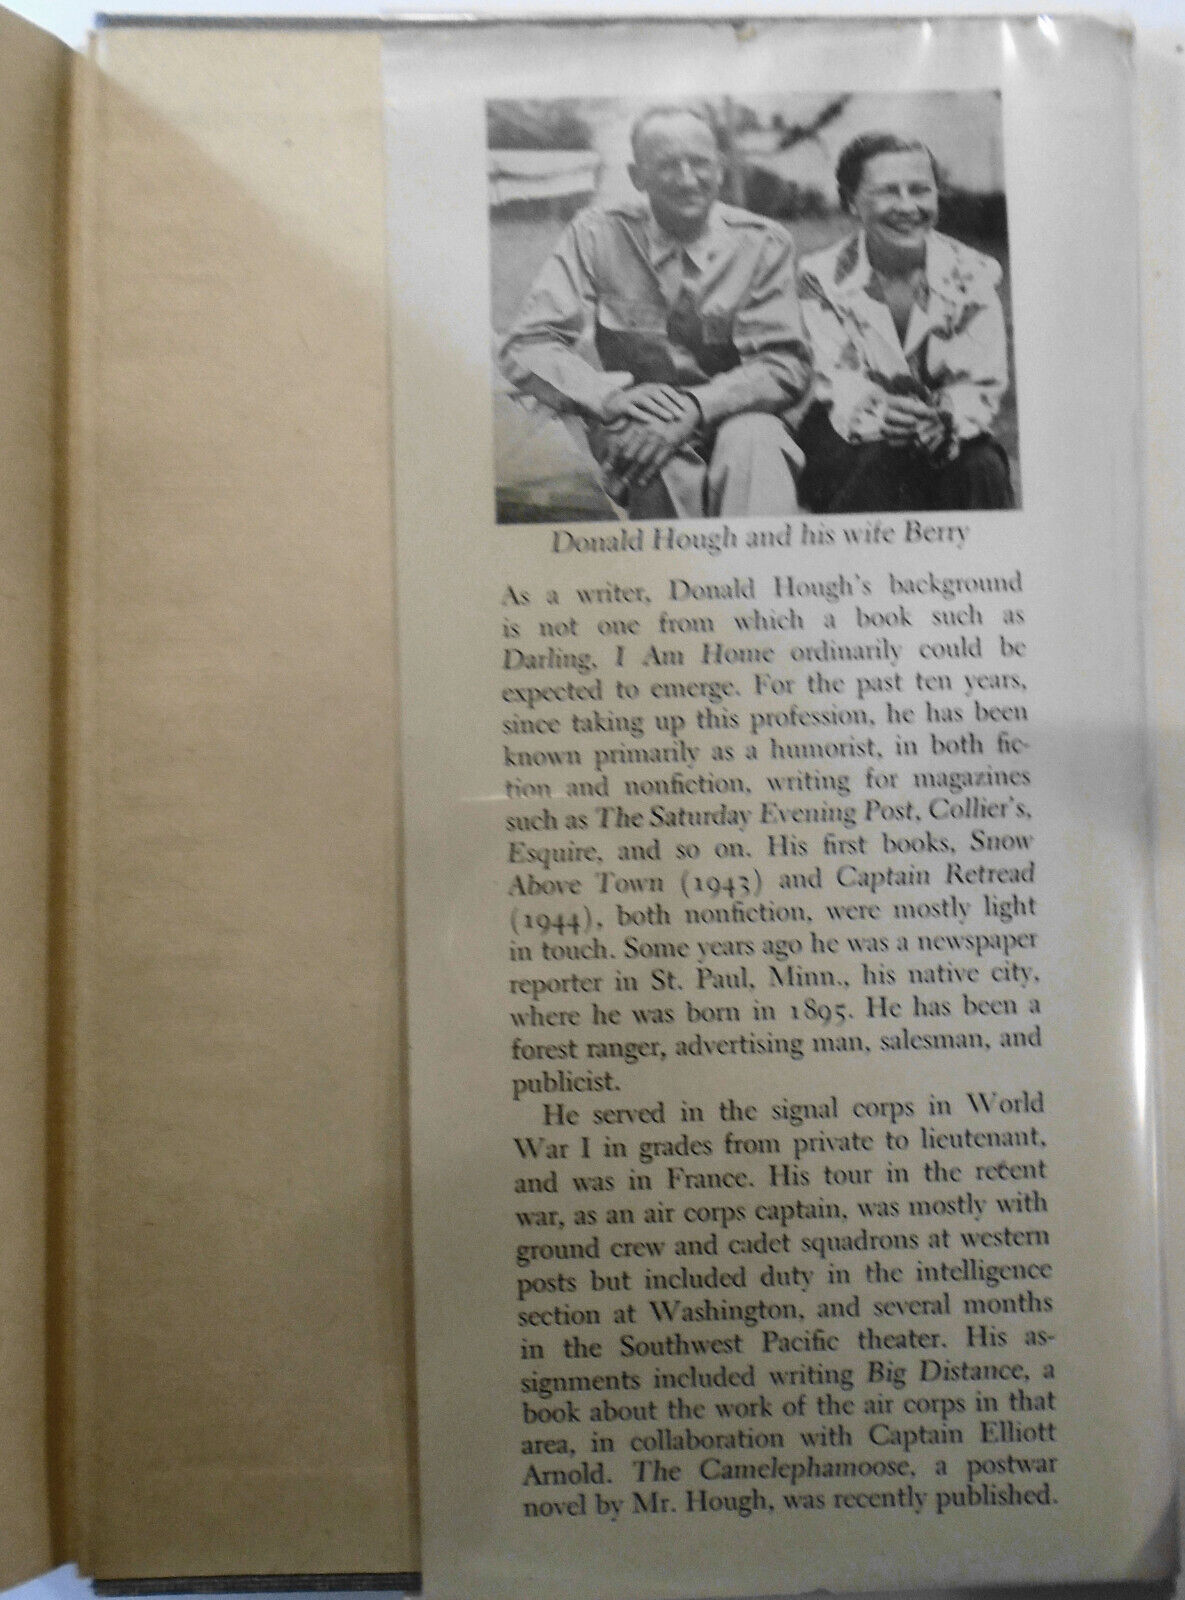 Donald Hough and his wife Berry
As a writer, Donald Hough's background
is not one from which a book such as
Darling, I Am Home ordinarily could be
expected to emerge. For the past ten years,
since taking up this profession, he has been
known primarily as a humorist, in both fic-
tion and nonfiction, writing for magazines
such as The Saturday Evening Post, Collier's,
Esquire, and so on. His first books, Snow
Above Town (1943) and Captain Retread
(1944), both nonfiction, were mostly light
in touch. Some years ago he was a newspaper
reporter in St. Paul, Minn., his native city,
where he was born in 1895. He has been a
forest ranger, advertising man, salesman, and
publicist.
He served in the signal corps in World
War I in grades from private to lieutenant,
and was in France. His tour in the recent
war, as an air corps captain, was mostly with
ground crew and cadet squadrons at western
posts but included duty in the intelligence
section at Washington, and several months
in the Southwest Pacific theater. His as-
signments included writing Big Distance, a
book about the work of the air corps in that
area, in collaboration with Captain Elliott
Arnold. The Camelephamoose, a postwar
novel by Mr. Hough, was recently published.